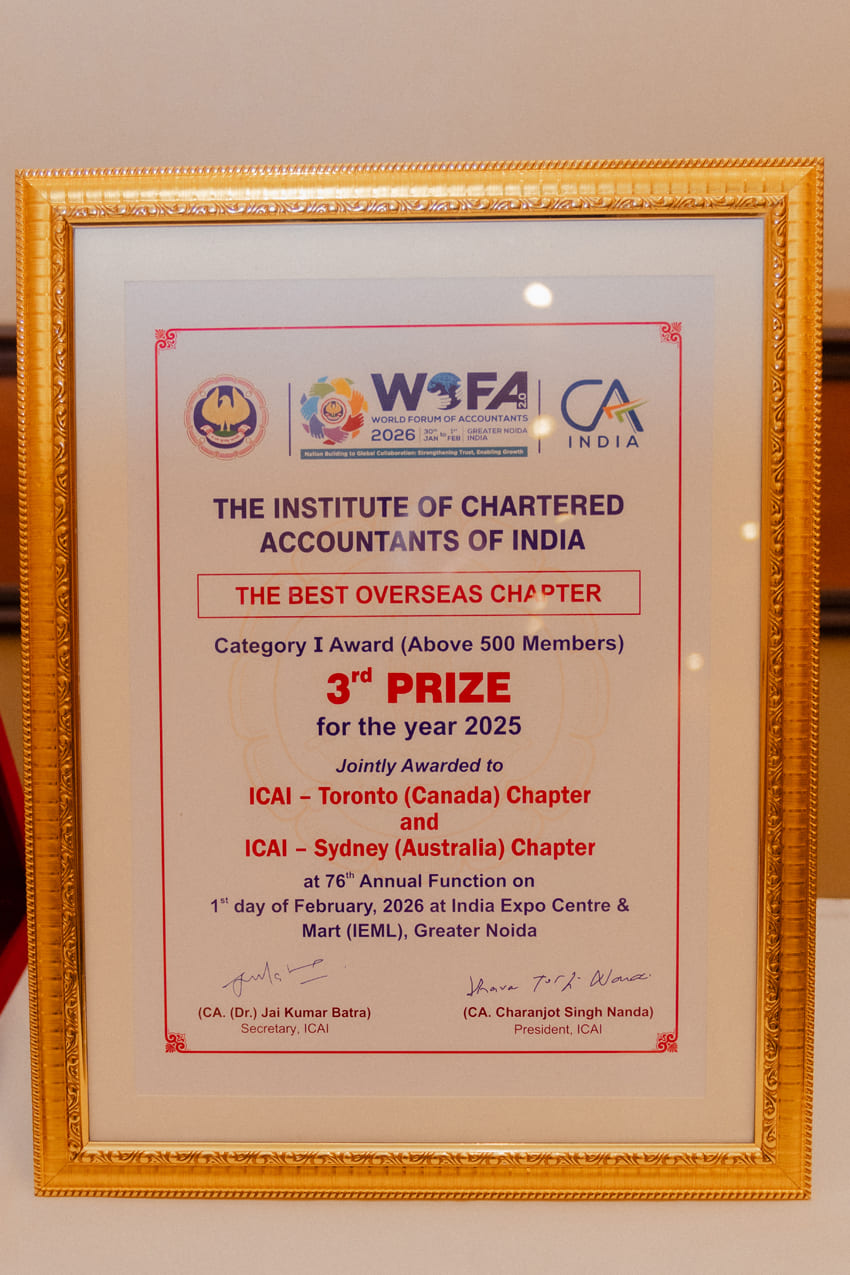 WOFA 2.0
WORLD FORUM OF ACCOUNTANTS
2026 30th JAN to 1st FEB GREATER NOIDA INDIA
Nation Building to Global Collaboration: Strengthening Trust, Enabling Growth
CA
INDIA
THE INSTITUTE OF CHARTERED
ACCOUNTANTS OF INDIA
THE BEST OVERSEAS CHAPTER
Category I Award (Above 500 Members)
3rd PRIZE
for the year 2025
Jointly Awarded to
ICAI – Toronto (Canada) Chapter
and
ICAI – Sydney (Australia) Chapter
at 76th Annual Function on
1st day of February, 2026 at India Expo Centre &
Mart (IEML), Greater Noida
(CA. (Dr.) Jai Kumar Batra)
Secretary, ICAI
(CA. Charanjot Singh Nanda)
President, ICAI